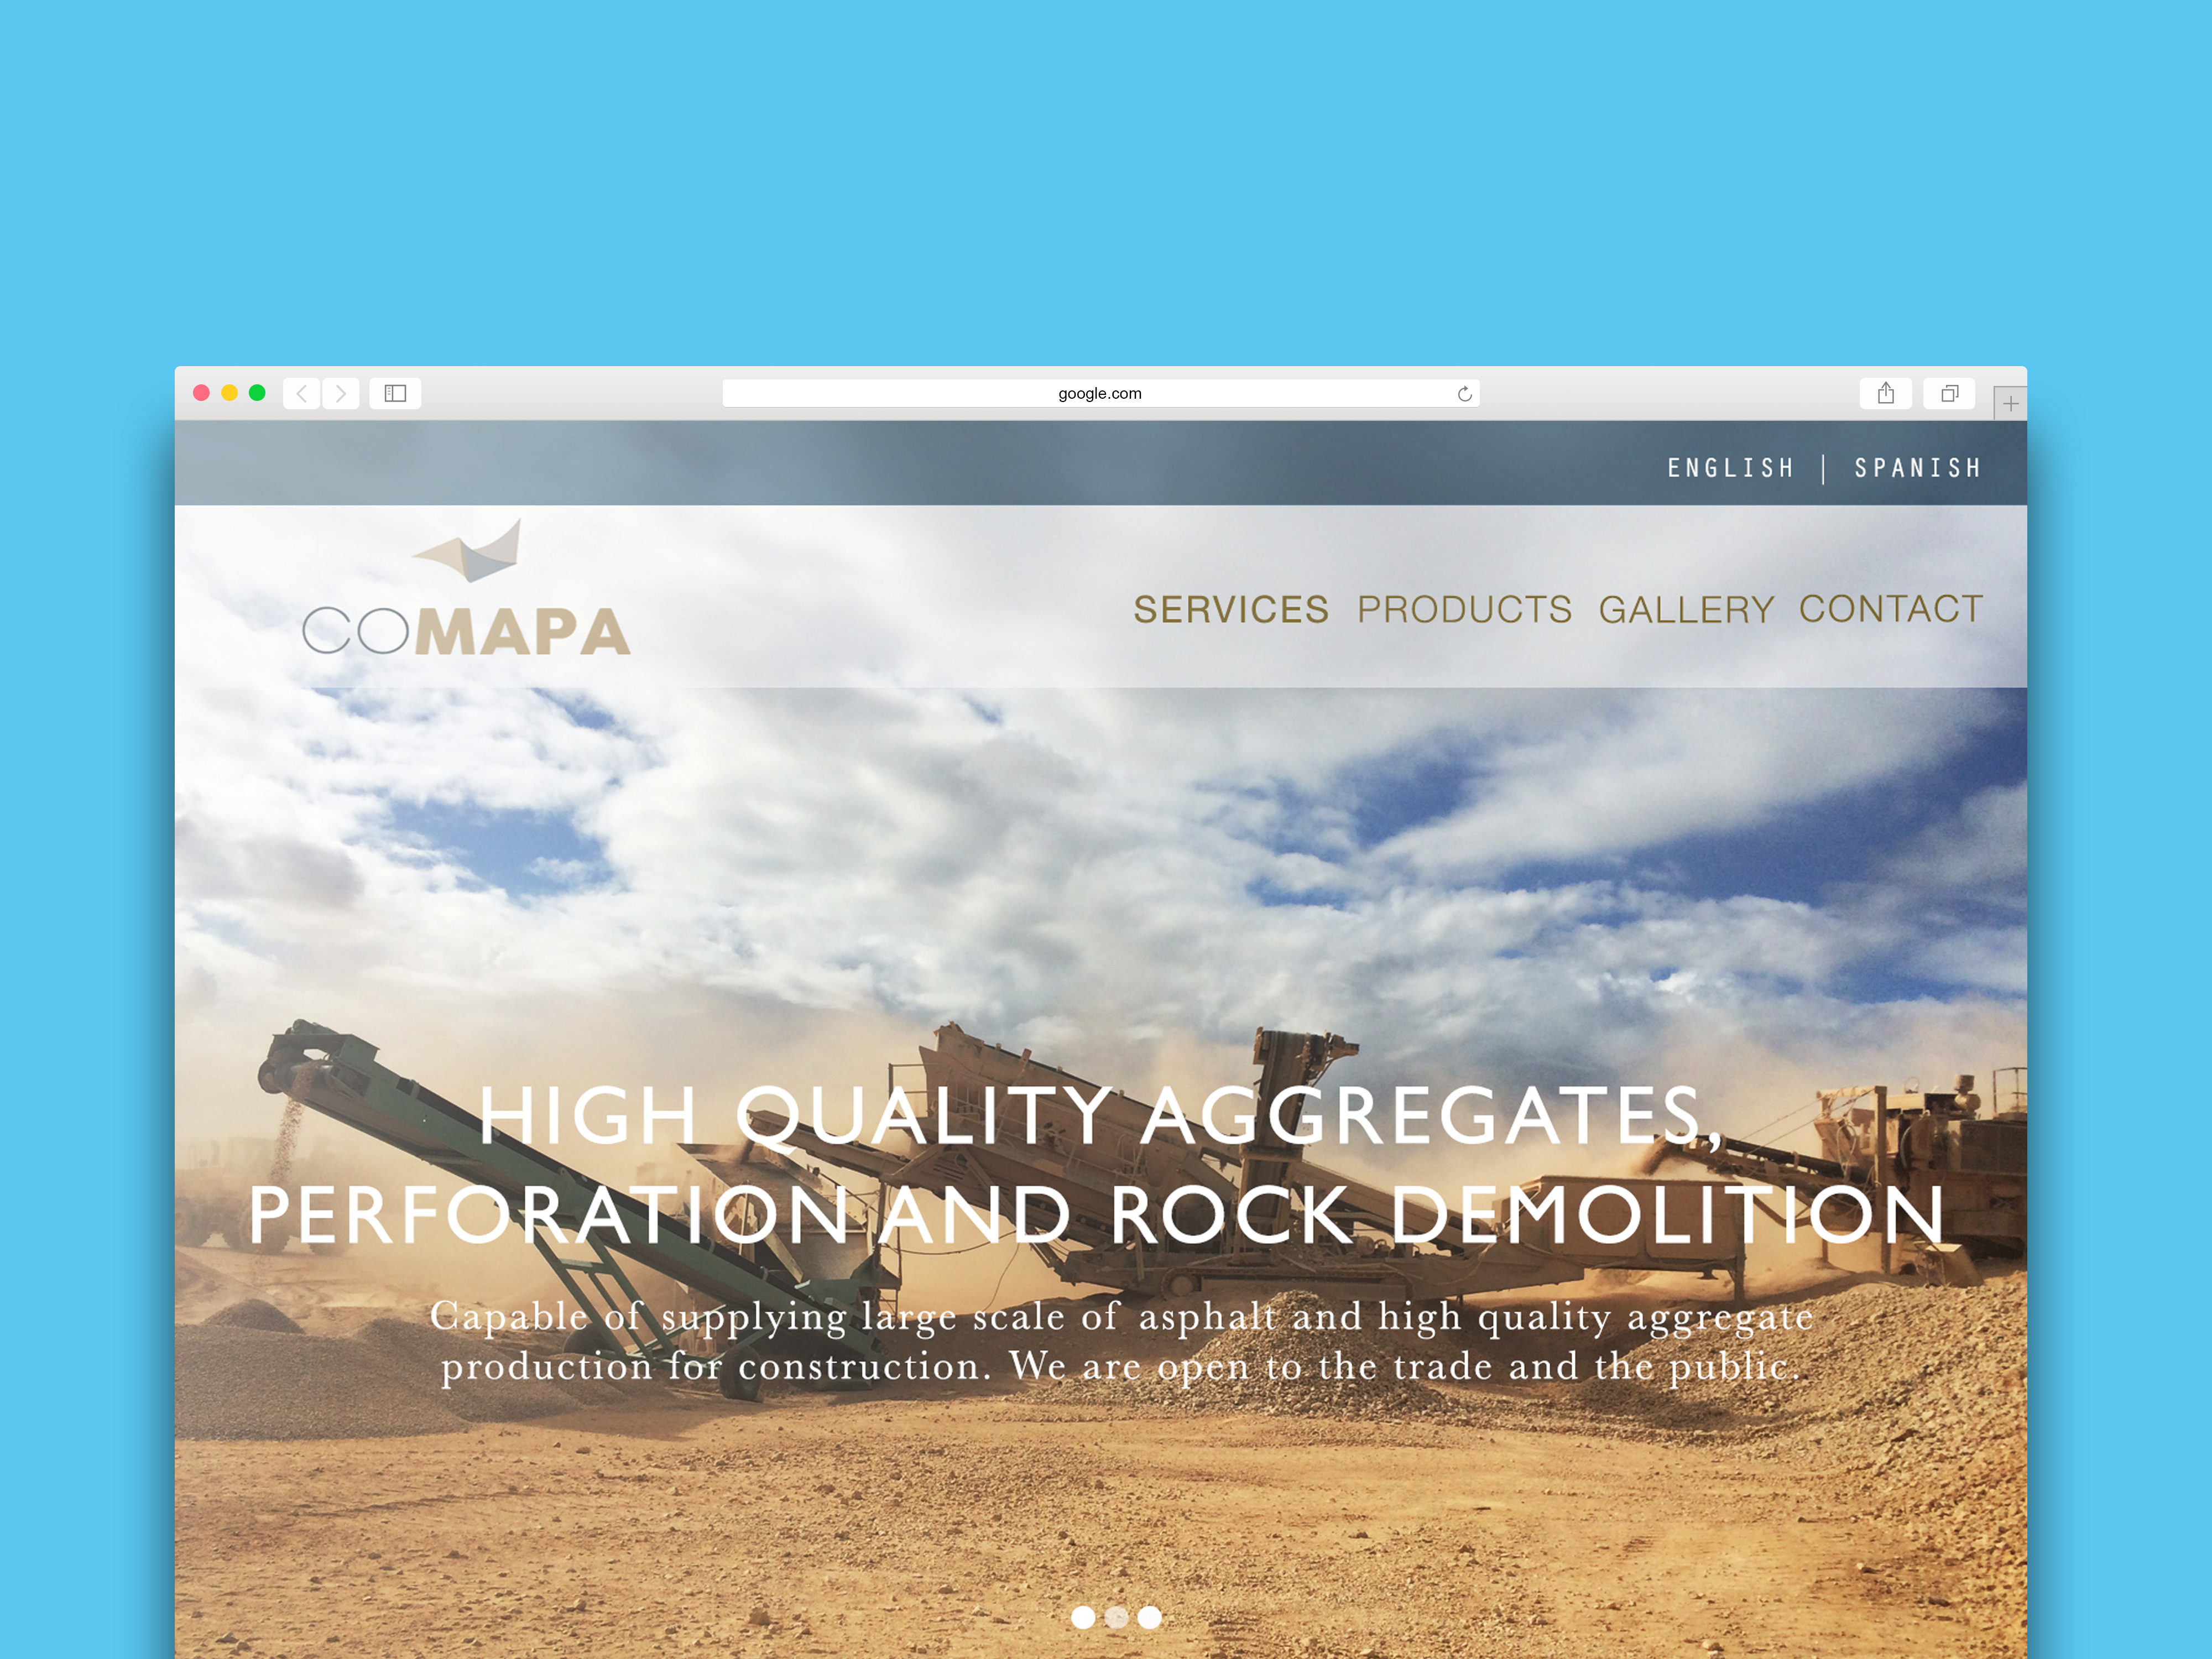 google.com
ENGLISH | SPANISH
COMAPA
SERVICES PRODUCTS GALLERY CONTACT
HIGH QUALITY AGGREGATES,
PERFORATION AND ROCK DEMOLITION
Capable of supplying large scale of asphalt and high quality aggregate
production for construction. We are open to the trade and the public.